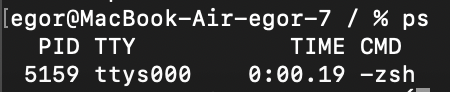 [egor@MacBook-Air-egor-7 / % ps
PID TTY TIME CMD
5159 ttys000 0:00.19 -zsh